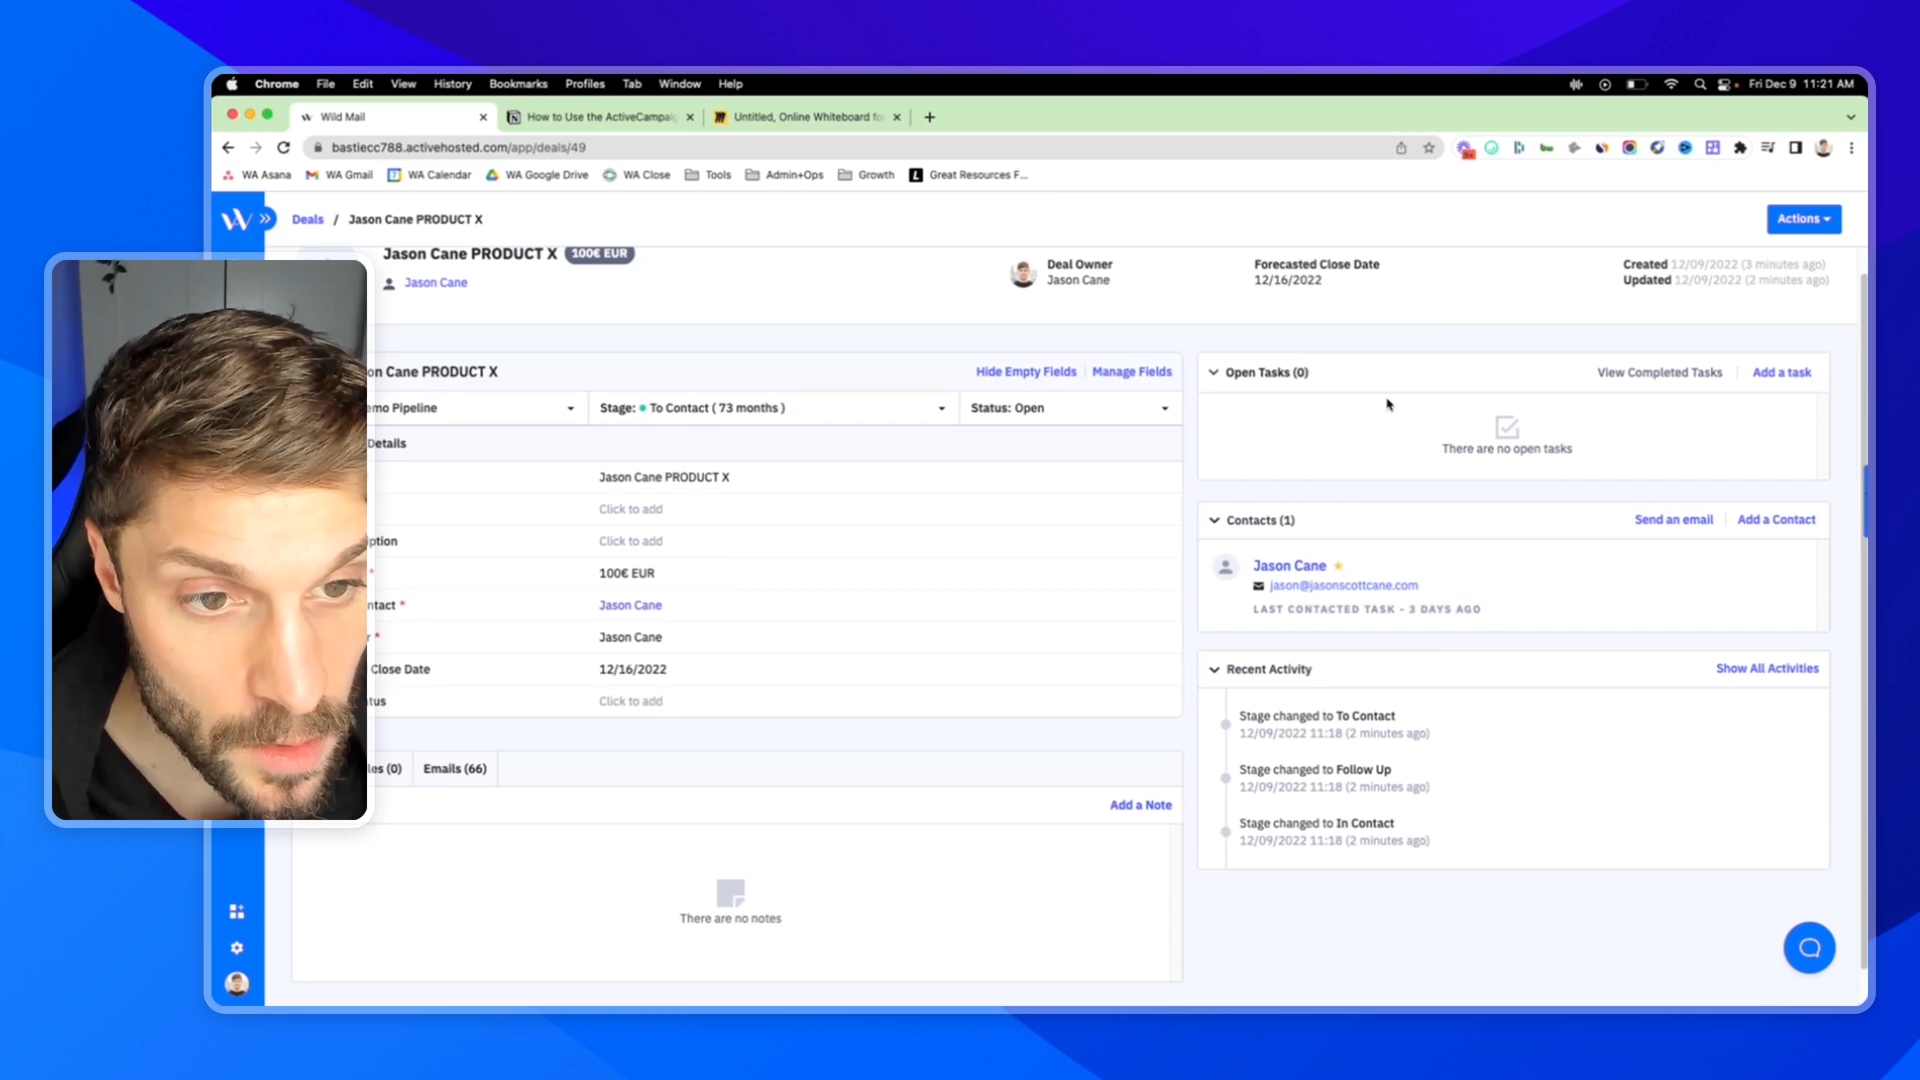 Chrome File Edit View History Bookmarks Profiles Tab Window Help Fri Dec 9 11:21 AM
Wild Mail How to Use the ActiveCampaig Untitled, Online Whiteboard fo
bastiecc788.activehosted.com/app/deals/49
WA Asana WA Gmail WA Calendar WA Google Drive WA Close Tools Admin+Ops Growth Great Resources F...
Deals / Jason Cane PRODUCT X Actions
Jason Cane PRODUCT X 100€ EUR
Jason Cane
Deal Owner
Jason Cane
Forecasted Close Date
12/16/2022
Created 12/09/2022 (3 minutes ago)
Updated 12/09/2022 (2 minutes ago)
on Cane PRODUCT X Hide Empty Fields Manage Fields
emo Pipeline Stage: To Contact ( 73 months ) Status: Open
Details
Jason Cane PRODUCT X
Click to add
iption Click to add
* 100€ EUR
ntact * Jason Cane
r * Jason Cane
Close Date 12/16/2022
tus Click to add
les (0) Emails (66)
Add a Note
There are no notes
Open Tasks (0) View Completed Tasks Add a task
There are no open tasks
Contacts (1) Send an email Add a Contact
Jason Cane
jason@jasonscottcane.com
LAST CONTACTED TASK - 3 DAYS AGO
Recent Activity Show All Activities
Stage changed to To Contact
12/09/2022 11:18 (2 minutes ago)
Stage changed to Follow Up
12/09/2022 11:18 (2 minutes ago)
Stage changed to In Contact
12/09/2022 11:18 (2 minutes ago)